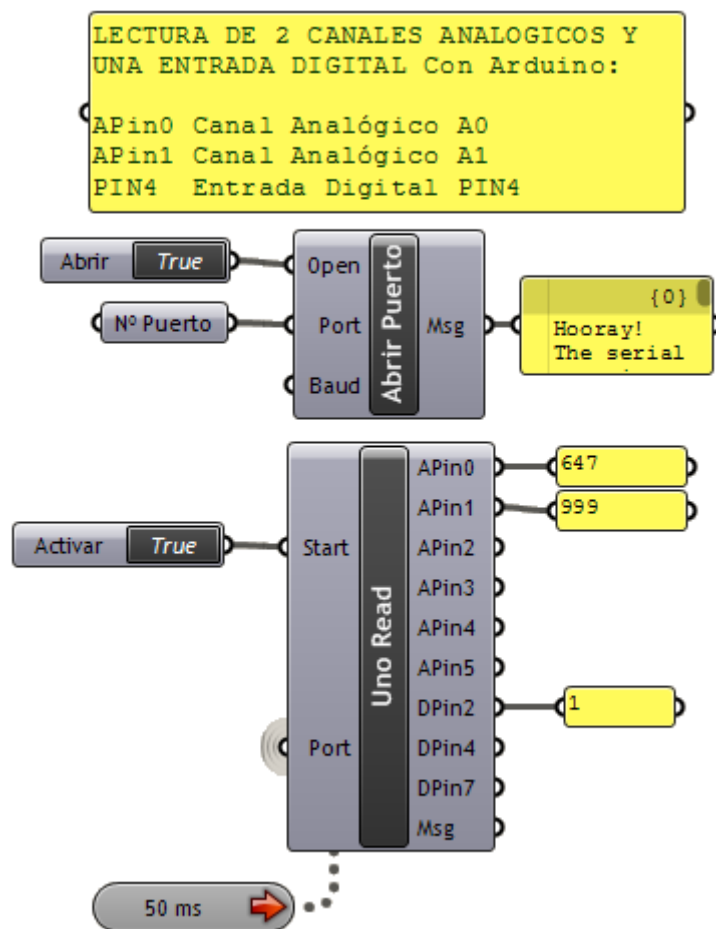 LECTURA DE 2 CANALES ANALOGICOS Y
UNA ENTRADA DIGITAL Con Arduino:
APin0 Canal Analógico A0
APin1 Canal Analógico A1
PIN4 Entrada Digital PIN4
Abrir True
Nº Puerto
Open
Port
Baud
Abrir Puerto
Msg
{0}
Hooray!
The serial
Activar True
Start
Port
Uno Read
APin0
APin1
APin2
APin3
APin4
APin5
DPin2
DPin4
DPin7
Msg
647
999
1
50 ms